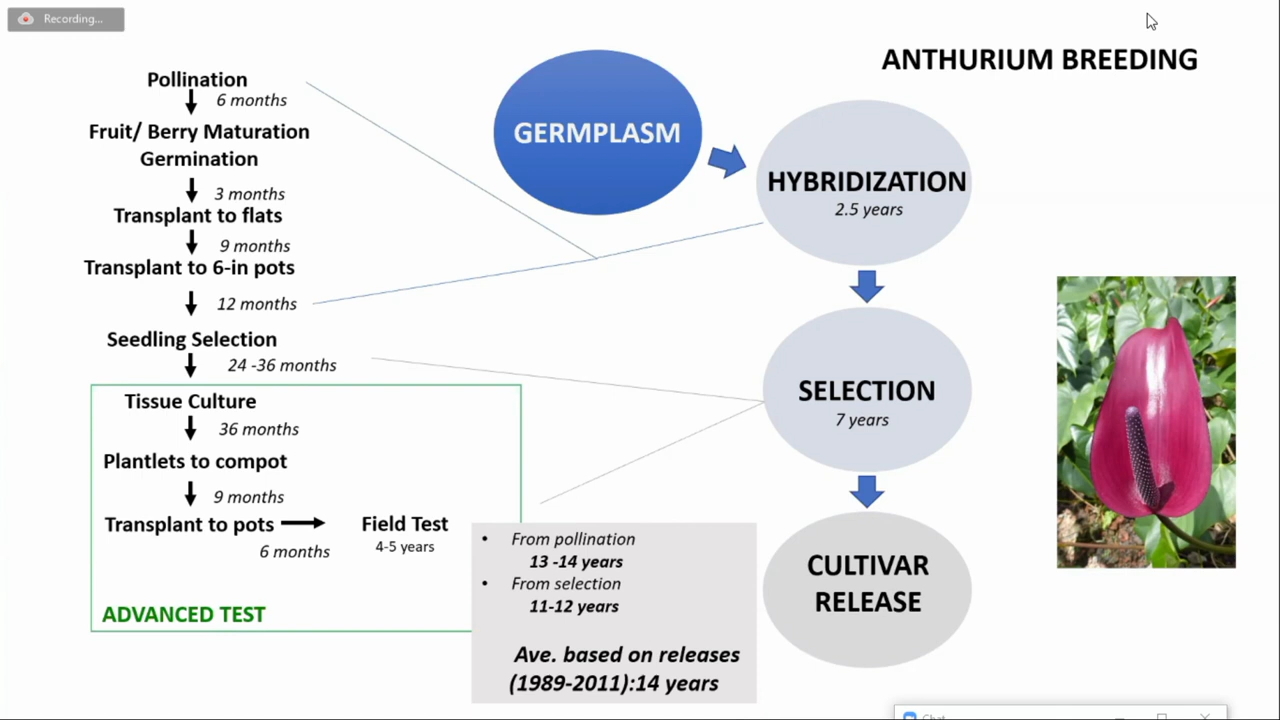 Recording...
ANTHURIUM BREEDING
Pollination
6 months
Fruit/ Berry Maturation
Germination
3 months
Transplant to flats
9 months
Transplant to 6-in pots
12 months
Seedling Selection
24 -36 months
Tissue Culture
36 months
Plantlets to compot
9 months
Transplant to pots
6 months
Field Test
4-5 years
ADVANCED TEST
• From pollination
13 -14 years
• From selection
11-12 years
Ave. based on releases
(1989-2011):14 years
GERMPLASM
HYBRIDIZATION
2.5 years
SELECTION
7 years
CULTIVAR
RELEASE
Chat